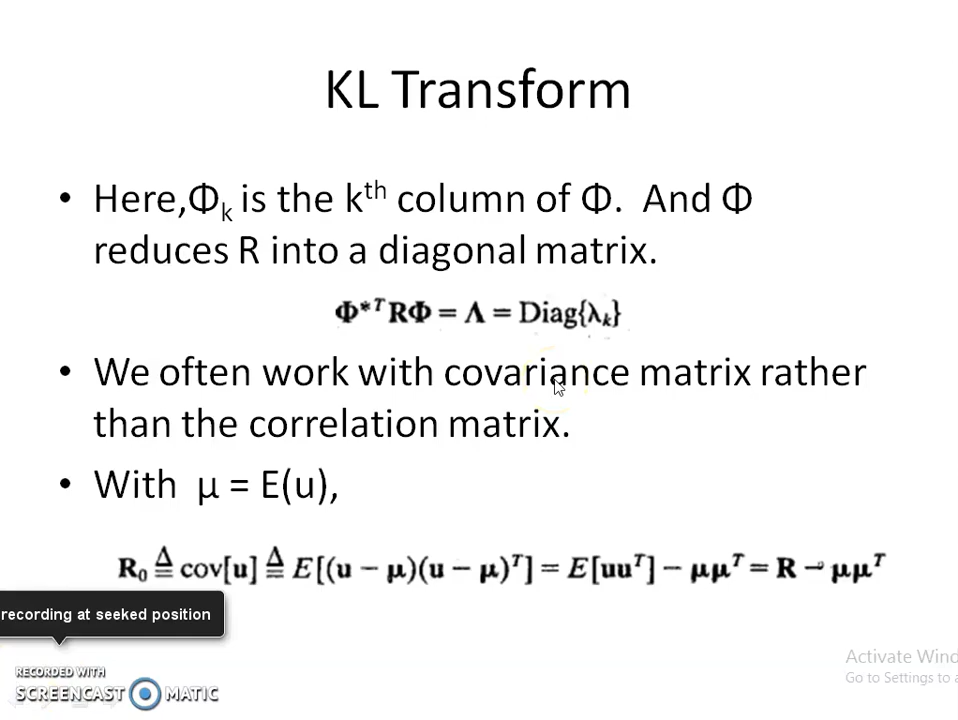 KL Transform
• Here,Φₖ is the kᵗʰ column of Φ. And Φ
reduces R into a diagonal matrix.
Φ*ᵀRΦ = Λ = Diag{λₖ}
• We often work with covariance matrix rather
than the correlation matrix.
• With μ = E(u),
R₀ ≜ cov[u] ≜ E[(u − μ)(u − μ)ᵀ] = E[uuᵀ] − μμᵀ = R − μμᵀ
recording at seeked position
RECORDED WITH
SCREENCAST MATIC
Activate Wind
Go to Settings to a